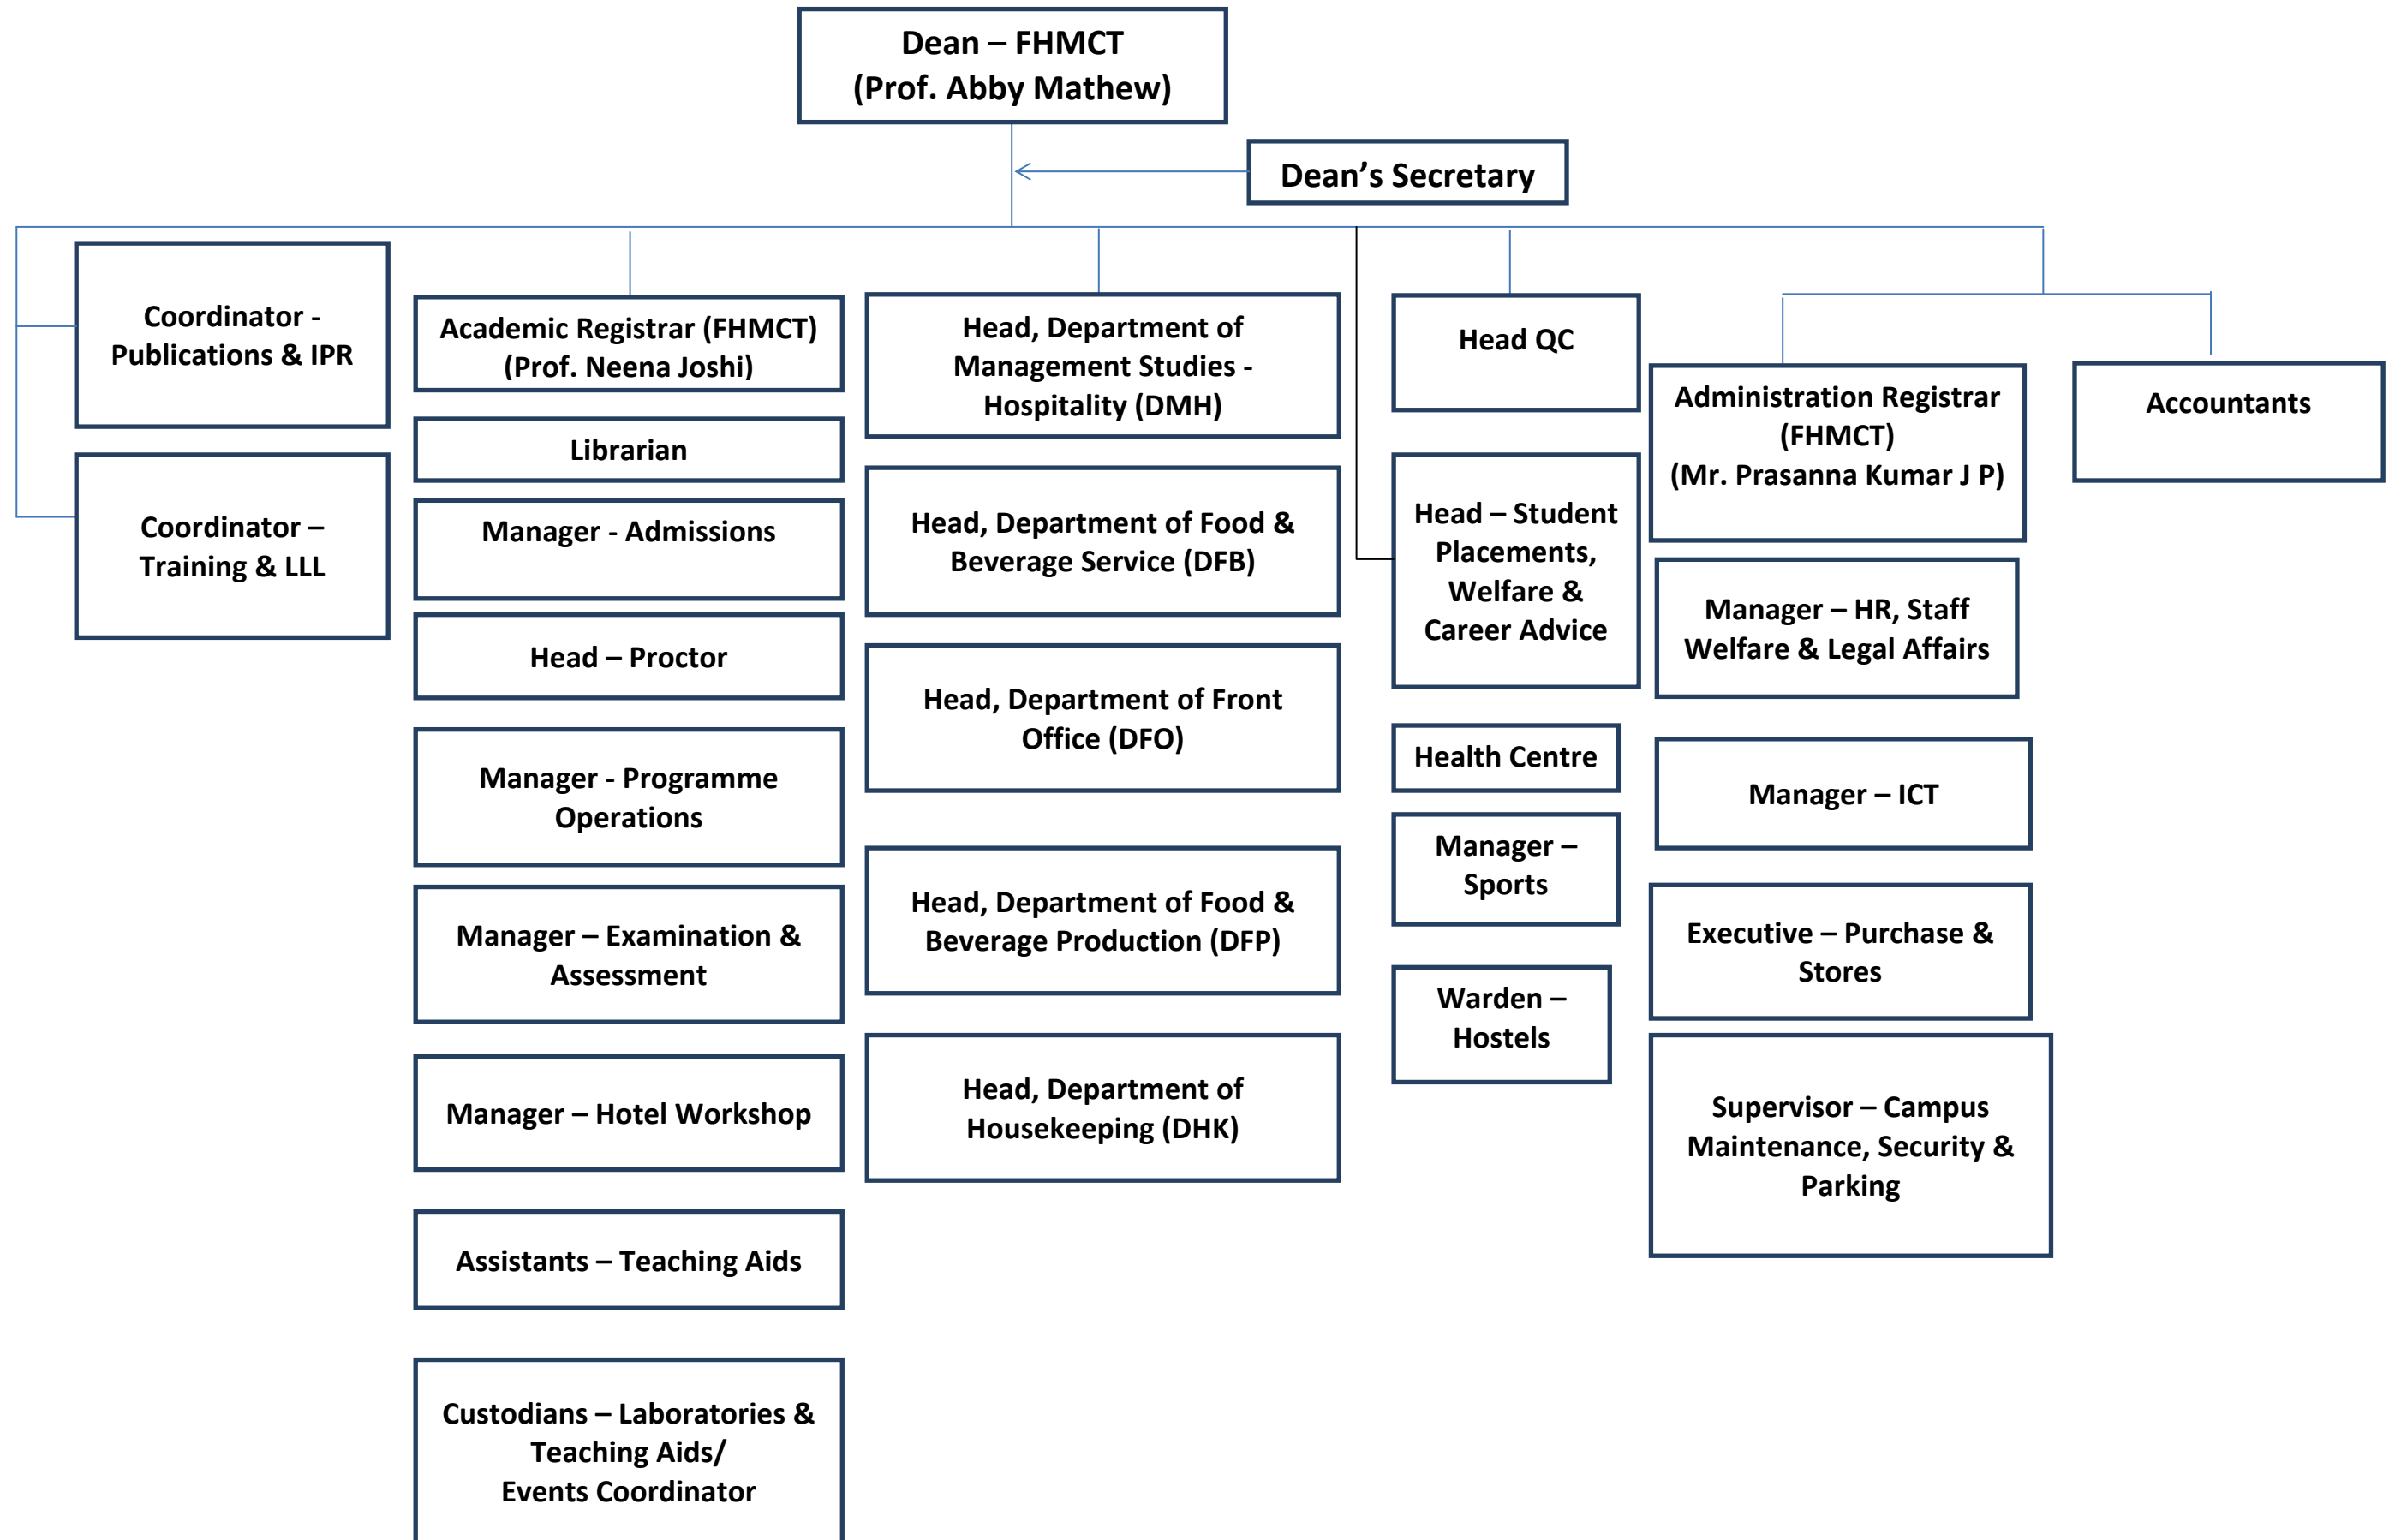 Dean – FHMCT
(Prof. Abby Mathew)
Dean’s Secretary
Coordinator -
Publications & IPR
Coordinator –
Training & LLL
Academic Registrar (FHMCT)
(Prof. Neena Joshi)
Librarian
Manager - Admissions
Head – Proctor
Manager - Programme
Operations
Manager – Examination &
Assessment
Manager – Hotel Workshop
Assistants – Teaching Aids
Custodians – Laboratories &
Teaching Aids/
Events Coordinator
Head, Department of
Management Studies -
Hospitality (DMH)
Head, Department of Food &
Beverage Service (DFB)
Head, Department of Front
Office (DFO)
Head, Department of Food &
Beverage Production (DFP)
Head, Department of
Housekeeping (DHK)
Head QC
Head – Student
Placements,
Welfare &
Career Advice
Health Centre
Manager –
Sports
Warden –
Hostels
Administration Registrar
(FHMCT)
(Mr. Prasanna Kumar J P)
Manager – HR, Staff
Welfare & Legal Affairs
Manager – ICT
Executive – Purchase &
Stores
Supervisor – Campus
Maintenance, Security &
Parking
Accountants